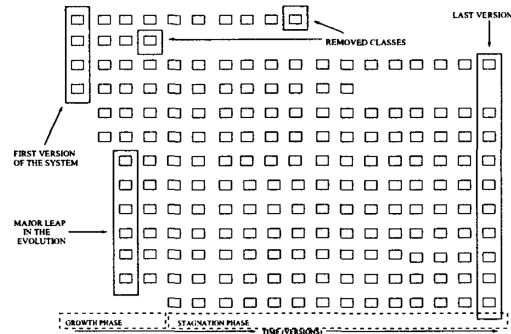 LAST VERSION
REMOVED CLASSES
FIRST VERSION
OF THE SYSTEM
MAJOR LEAP
IN THE
EVOLUTION
GROWTH PHASE
STAGNATION PHASE
TIME (VERSIONS)